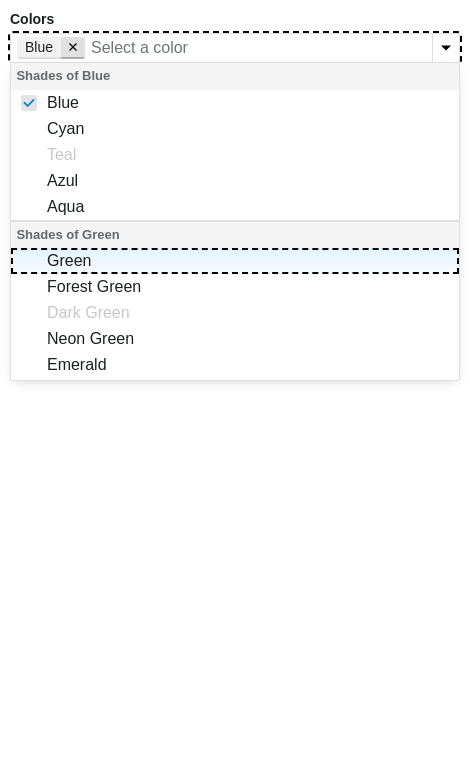 Colors
Blue ✕ Select a color
Shades of Blue
Blue
Cyan
Teal
Azul
Aqua
Shades of Green
Green
Forest Green
Dark Green
Neon Green
Emerald